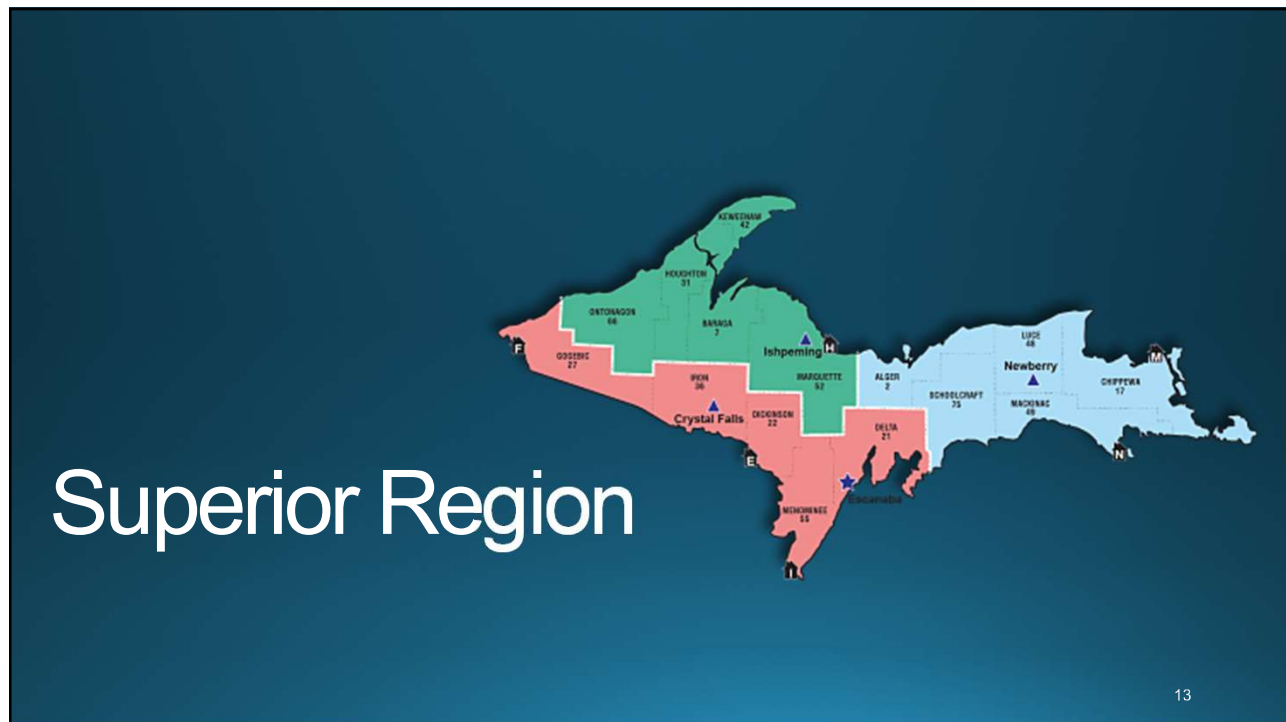 KEWEENAW
42
HOUGHTON
31
ONTONAGON
66
BARAGA
7
Ishpeming
H
MARQUETTE
52
F
GOGEBIC
27
IRON
36
Crystal Falls
DICKINSON
22
E
DELTA
21
Escanaba
MENOMINEE
55
I
ALGER
2
SCHOOLCRAFT
75
LUCE
48
Newberry
MACKINAC
49
CHIPPEWA
17
M
N
Superior Region
13